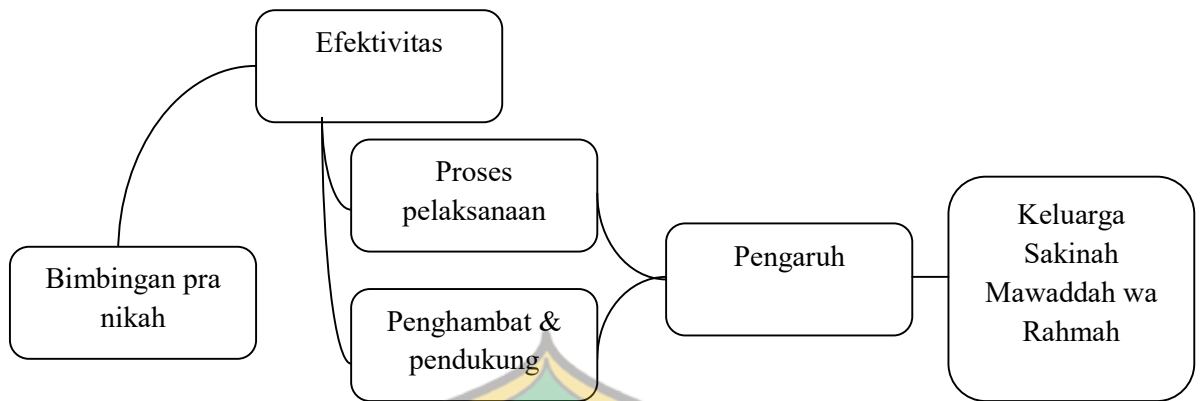 Efektivitas
Proses
pelaksanaan
Bimbingan pra
nikah
Penghambat &
pendukung
Pengaruh
Keluarga
Sakinah
Mawaddah wa
Rahmah